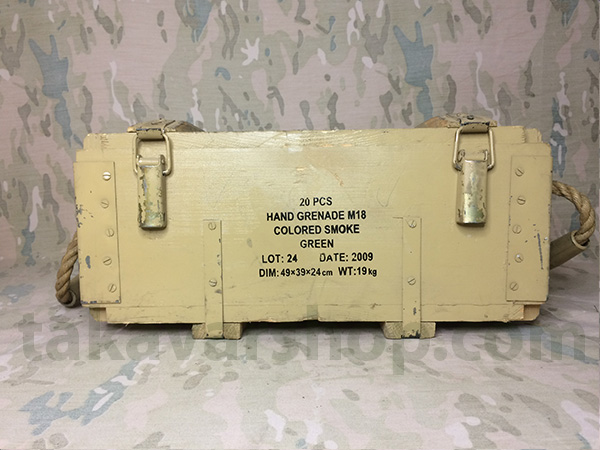 20 PCS
HAND GRENADE M18
COLORED SMOKE
GREEN
LOT: 24 DATE: 2009
DIM: 49×39×24cm WT: 19kg
takavarshop.com